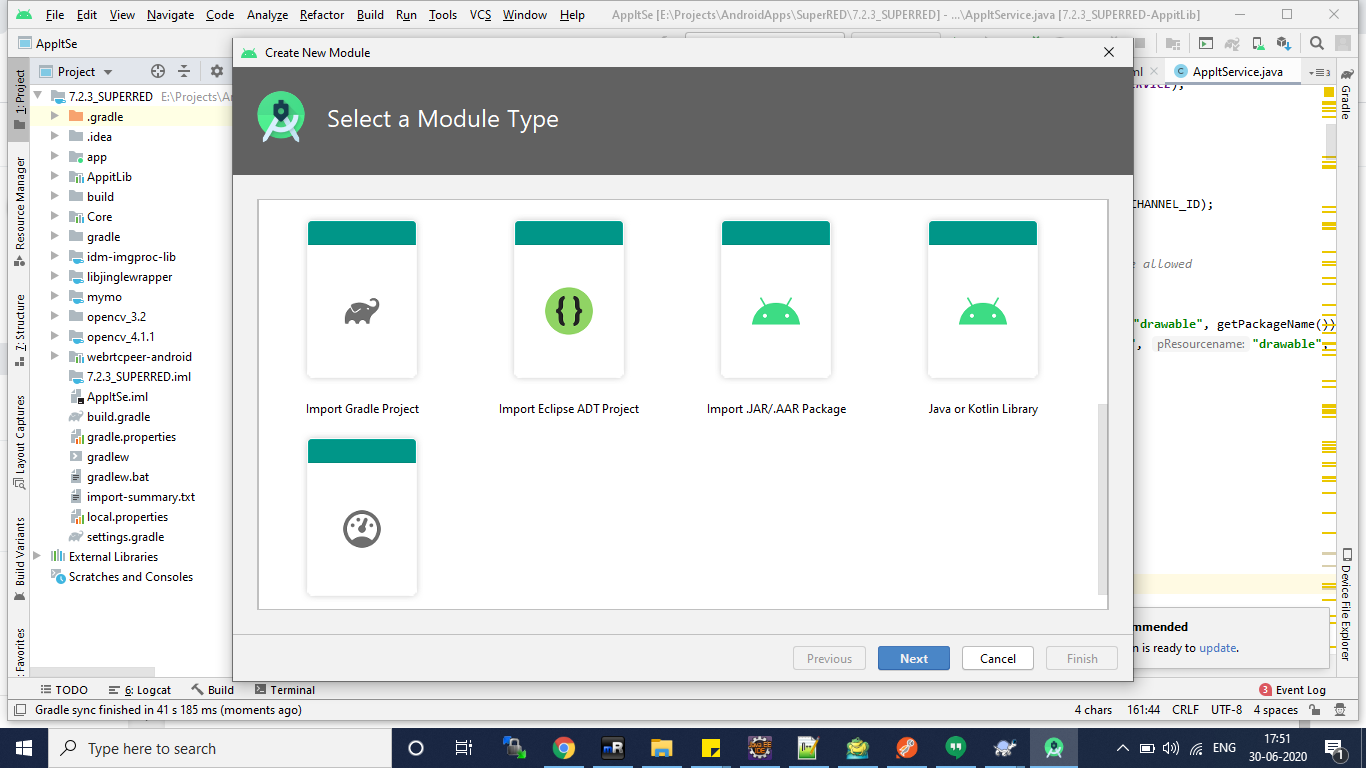 File Edit View Navigate Code Analyze Refactor Build Run Tools VCS Window Help AppItSe [E:\Projects\AndroidApps\SuperRED\7.2.3_SUPERRED] - ...\AppItService.java [7.2.3_SUPERRED-AppitLib]
AppItSe
Create New Module
Select a Module Type
Project
AppItService.java
3
1: Project
Resource Manager
7: Structure
Layout Captures
Build Variants
Favorites
7.2.3_SUPERRED E:\Projects\A
.gradle
.idea
app
AppitLib
build
Core
gradle
idm-imgproc-lib
libjinglewrapper
mymo
opencv_3.2
opencv_4.1.1
webrtcpeer-android
7.2.3_SUPERRED.iml
AppItSe.iml
build.gradle
gradle.properties
gradlew
gradlew.bat
import-summary.txt
local.properties
settings.gradle
External Libraries
Scratches and Consoles
Import Gradle Project
Import Eclipse ADT Project
Import .JAR/.AAR Package
Java or Kotlin Library
Previous
Next
Cancel
Finish
CHANNEL_ID);
allowed
"drawable", getPackageName())
", pResourcename: "drawable",
Gradle
Device File Explorer
mmended
n is ready to update.
TODO
6: Logcat
Build
Terminal
3 Event Log
Gradle sync finished in 41 s 185 ms (moments ago)
4 chars 161:44 CRLF UTF-8 4 spaces
Type here to search
mR
ENG
17:51
30-06-2020
1